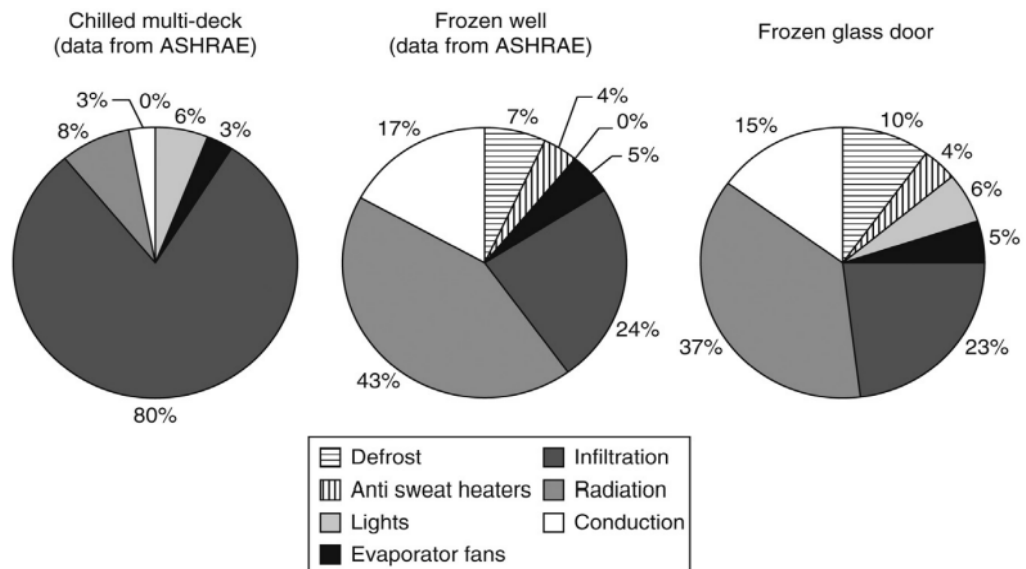 Chilled multi-deck
(data from ASHRAE)
3%
0%
6%
3%
8%
80%
Frozen well
(data from ASHRAE)
17%
7%
4%
0%
5%
24%
43%
Frozen glass door
15%
10%
4%
6%
5%
23%
37%
Defrost
Anti sweat heaters
Lights
Evaporator fans
Infiltration
Radiation
Conduction